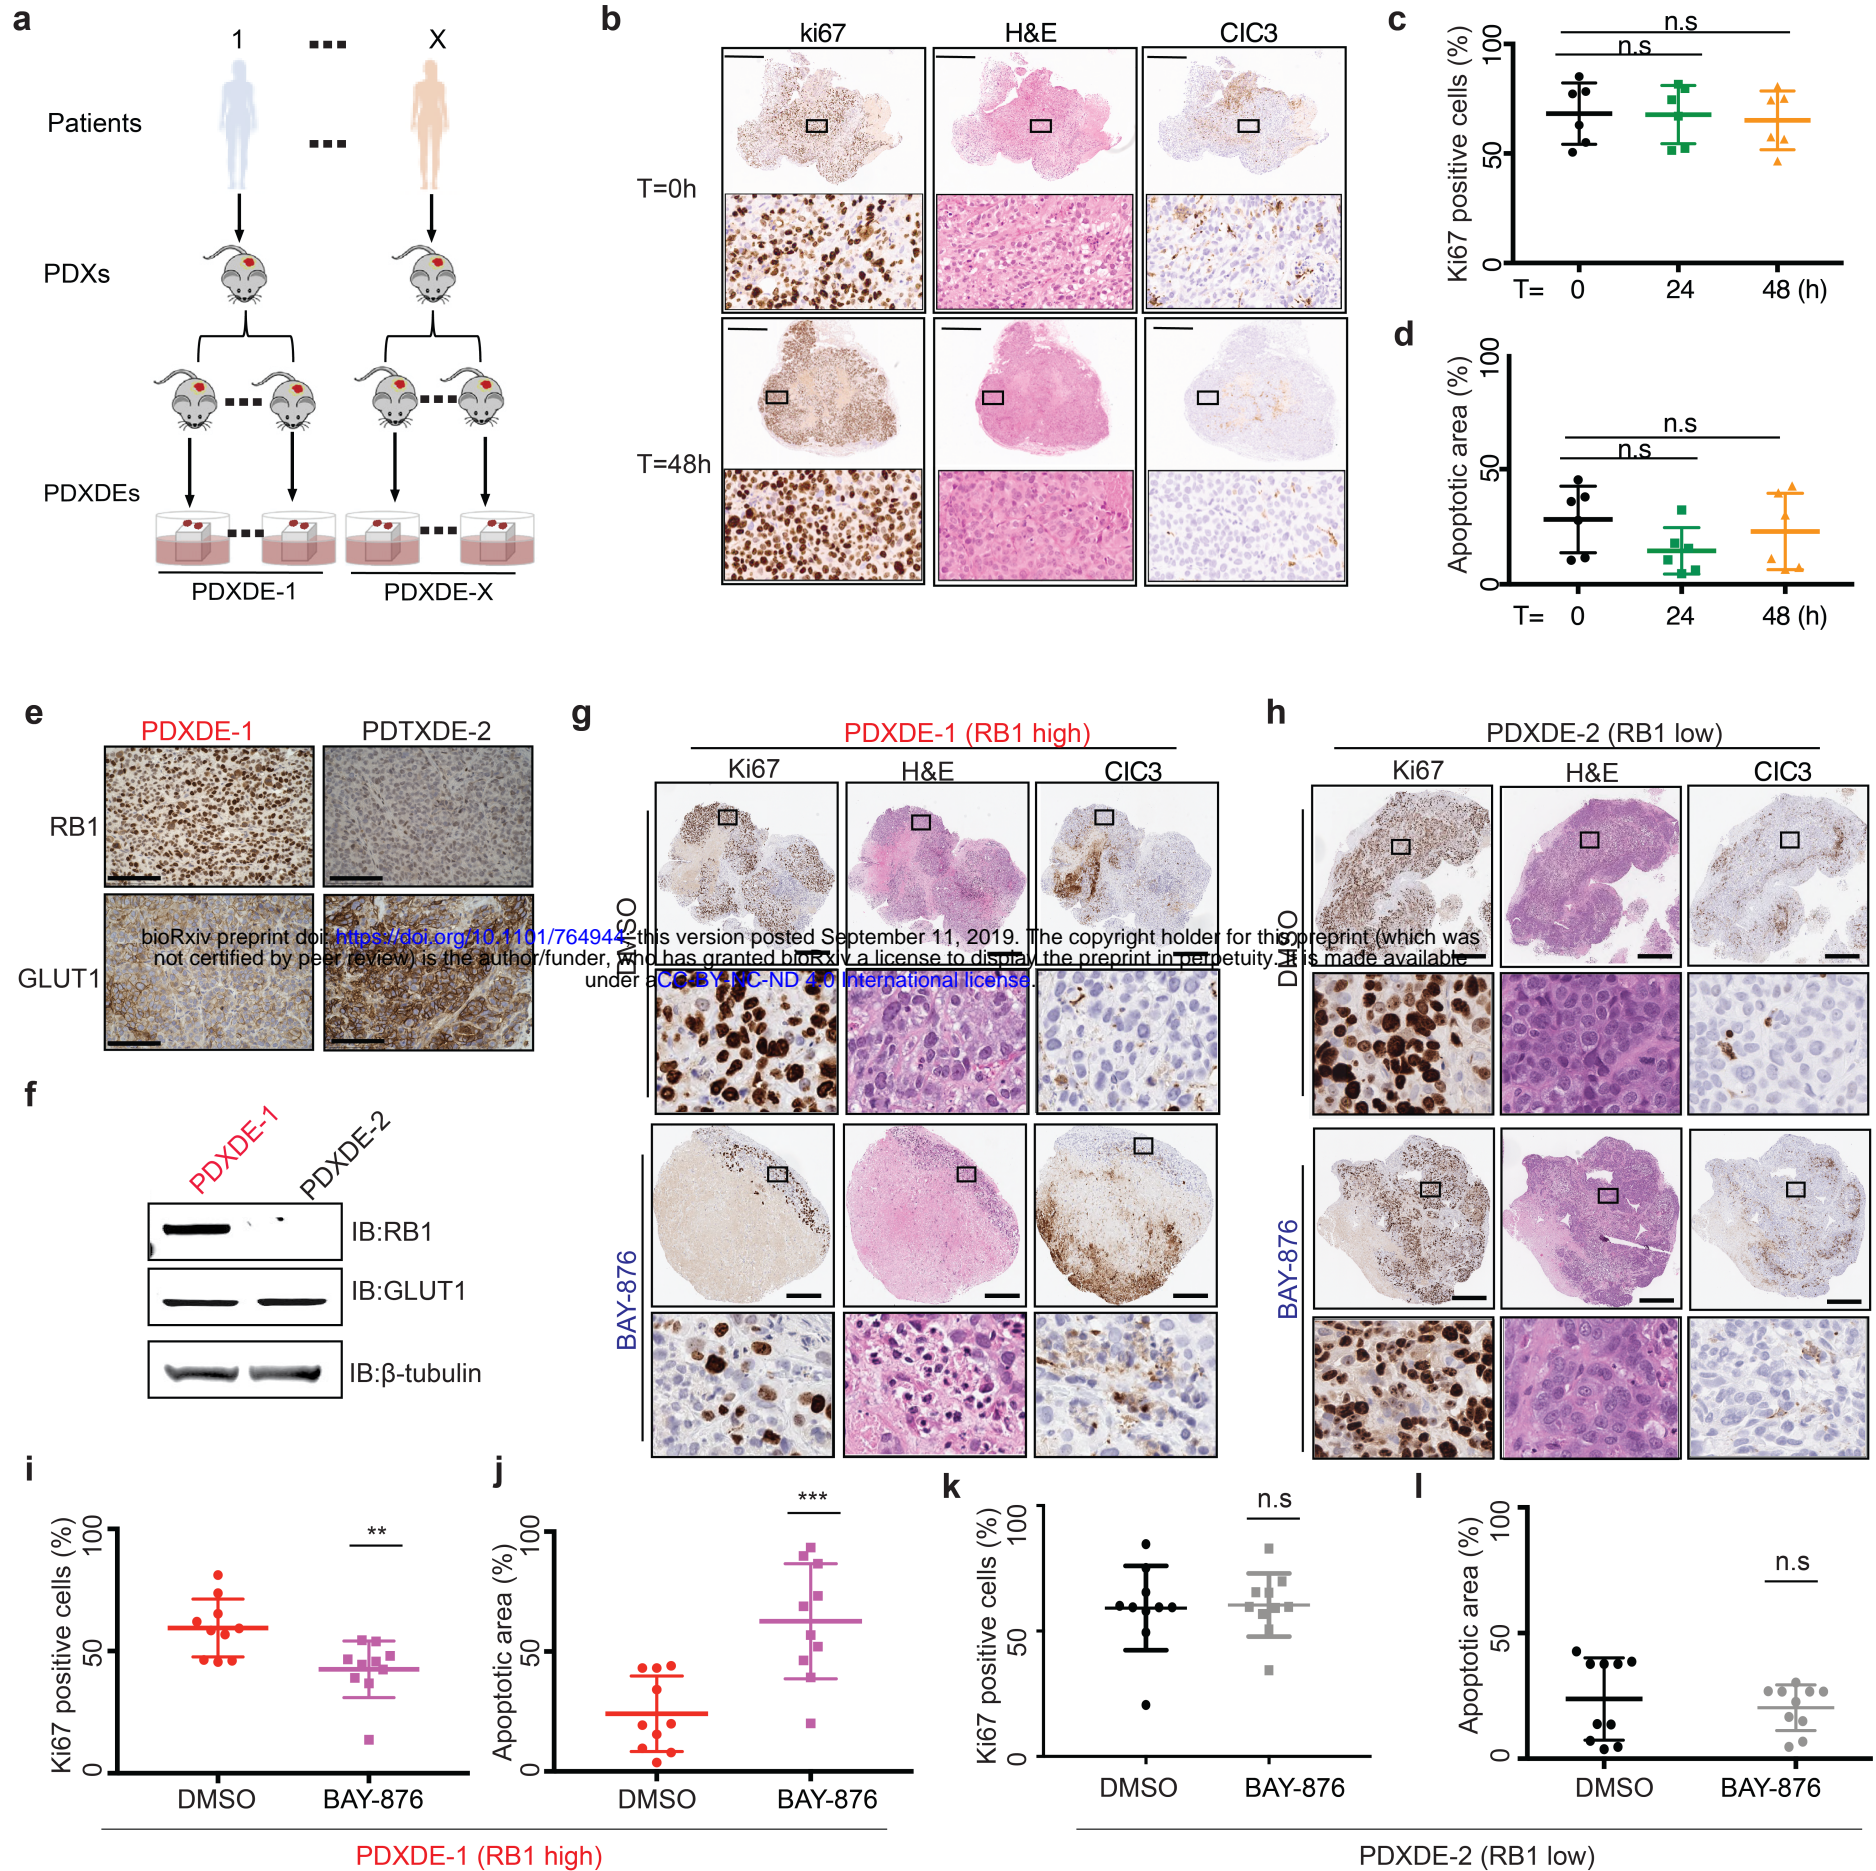 a
1
X
Patients
PDXs
PDXDEs
PDXDE-1
PDXDE-X
b
ki67
H&E
ClC3
T=0h
T=48h
c
Ki67 positive cells (%)
100
50
0
n.s
n.s
T=
0
24
48 (h)
d
Apoptotic area (%)
100
50
0
n.s
n.s
T=
0
24
48 (h)
e
PDXDE-1
PDTXDE-2
RB1
GLUT1
bioRxiv preprint doi: https://doi.org/10.1101/764944; this version posted September 11, 2019. The copyright holder for this preprint (which was
not certified by peer review) is the author/funder, who has granted bioRxiv a license to display the preprint in perpetuity. It is made available
under aCC-BY-NC-ND 4.0 International license.
f
PDXDE-1
PDXDE-2
IB:RB1
IB:GLUT1
IB:β-tubulin
g
PDXDE-1 (RB1 high)
Ki67
H&E
ClC3
DMSO
BAY-876
h
PDXDE-2 (RB1 low)
Ki67
H&E
ClC3
DMSO
BAY-876
i
Ki67 positive cells (%)
100
50
0
**
DMSO
BAY-876
j
Apoptotic area (%)
100
50
0
***
DMSO
BAY-876
PDXDE-1 (RB1 high)
k
Ki67 positive cells (%)
100
50
0
n.s
DMSO
BAY-876
l
Apoptotic area (%)
100
50
0
n.s
DMSO
BAY-876
PDXDE-2 (RB1 low)